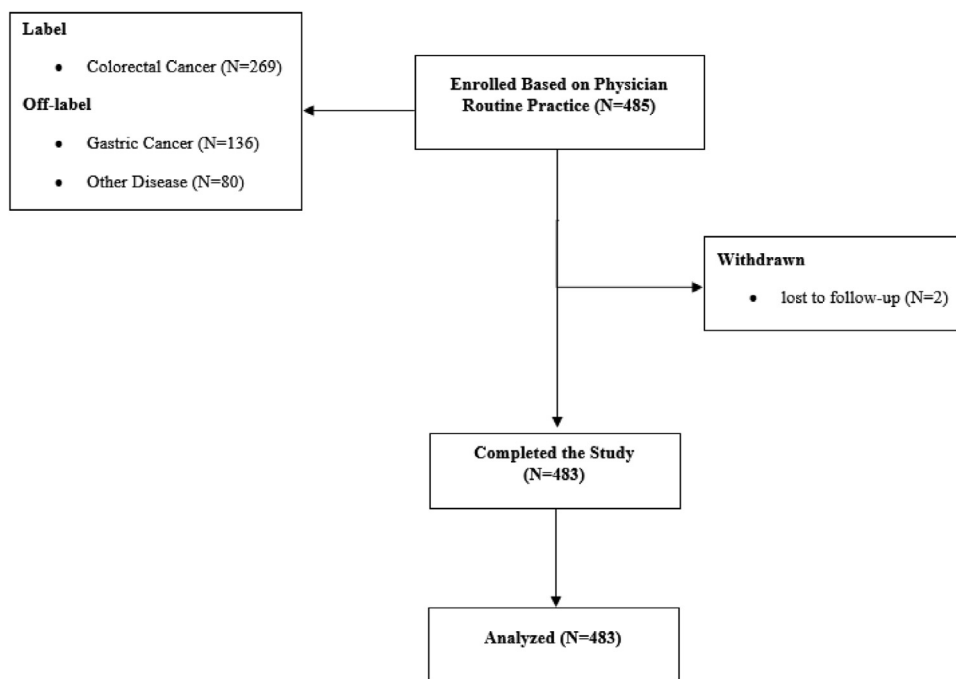 Label
• Colorectal Cancer (N=269)
Off-label
• Gastric Cancer (N=136)
• Other Disease (N=80)
Enrolled Based on Physician
Routine Practice (N=485)
Withdrawn
• lost to follow-up (N=2)
Completed the Study
(N=483)
Analyzed (N=483)